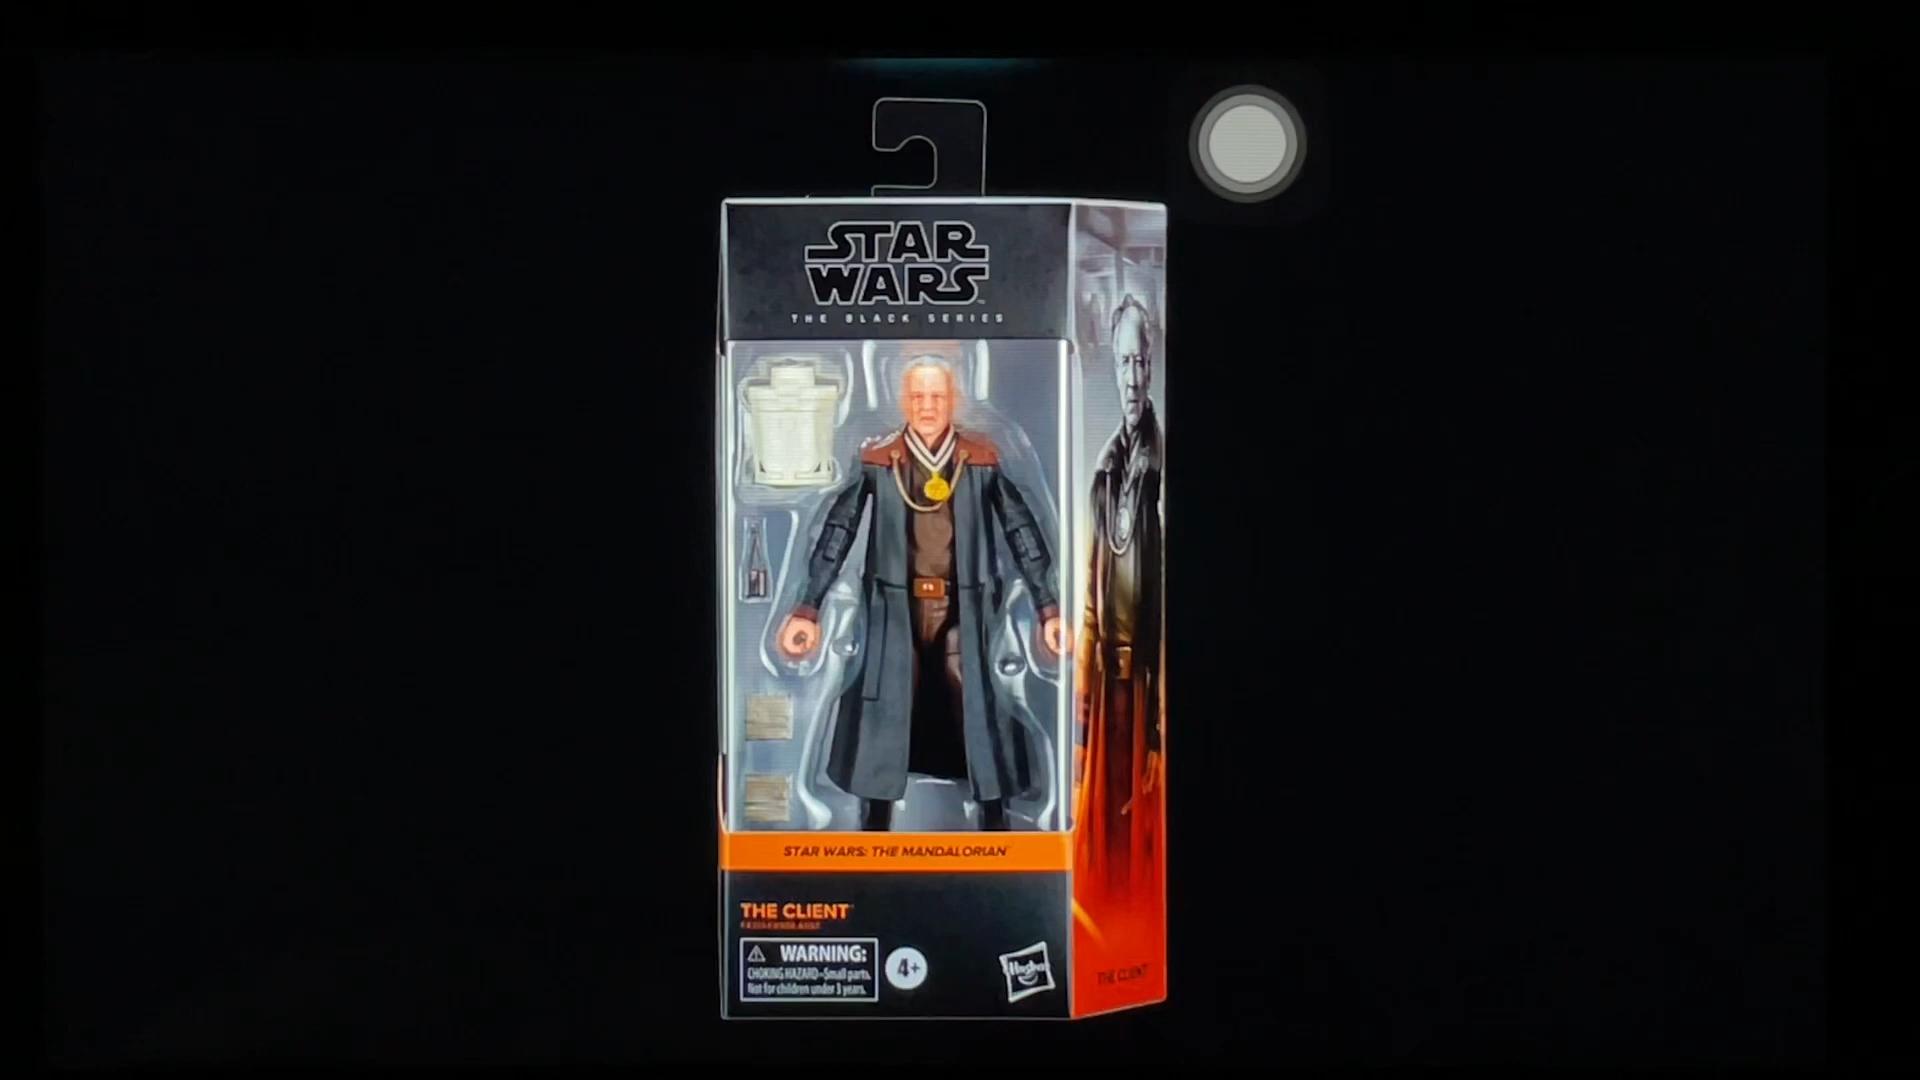 STAR
WARS
THE BLACK SERIES
STAR WARS: THE MANDALORIAN
THE CLIENT
WARNING:
CHOKING HAZARD-Small parts.
Not for children under 3 years.
4+
Hasbro
THE CLIENT